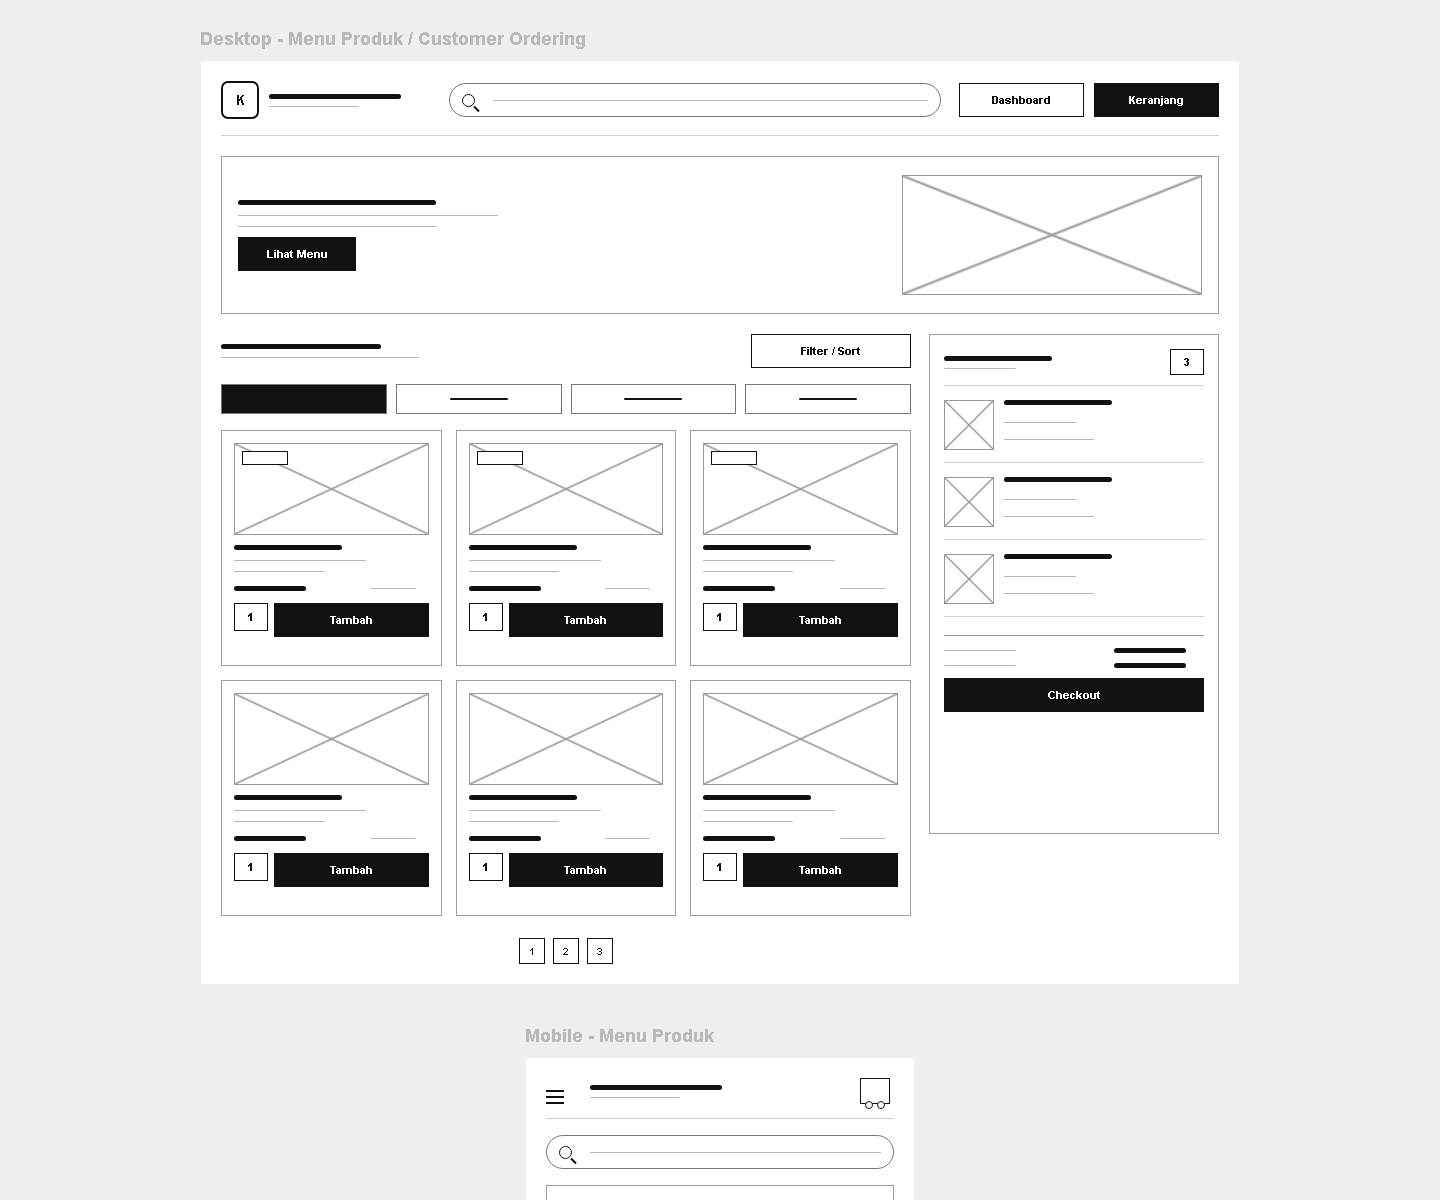 Desktop - Menu Produk / Customer Ordering
K
Dashboard
Keranjang
Lihat Menu
Filter / Sort
3
1
Tambah
1
Tambah
1
Tambah
Checkout
1
Tambah
1
Tambah
1
Tambah
1
2
3
Mobile - Menu Produk